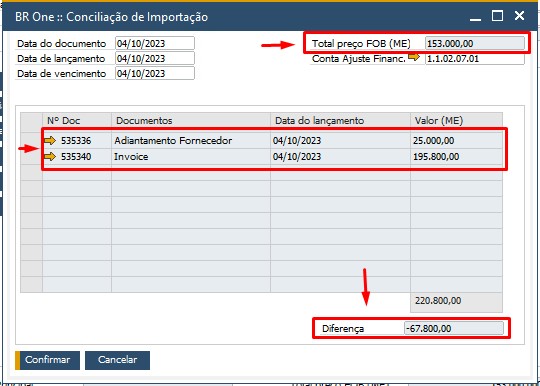 BR One :: Conciliação de Importação
Data do documento 04/10/2023
Total preço FOB (ME) 153.000,00
Data de lançamento 04/10/2023
Conta Ajuste Financ. 1.1.02.07.01
Data de vencimento 04/10/2023
Nº Doc Documentos Data do lançamento Valor (ME)
535336 Adiantamento Fornecedor 04/10/2023 25.000,00
535340 Invoice 04/10/2023 195.800,00
220.800,00
Diferença -67.800,00
Confirmar Cancelar